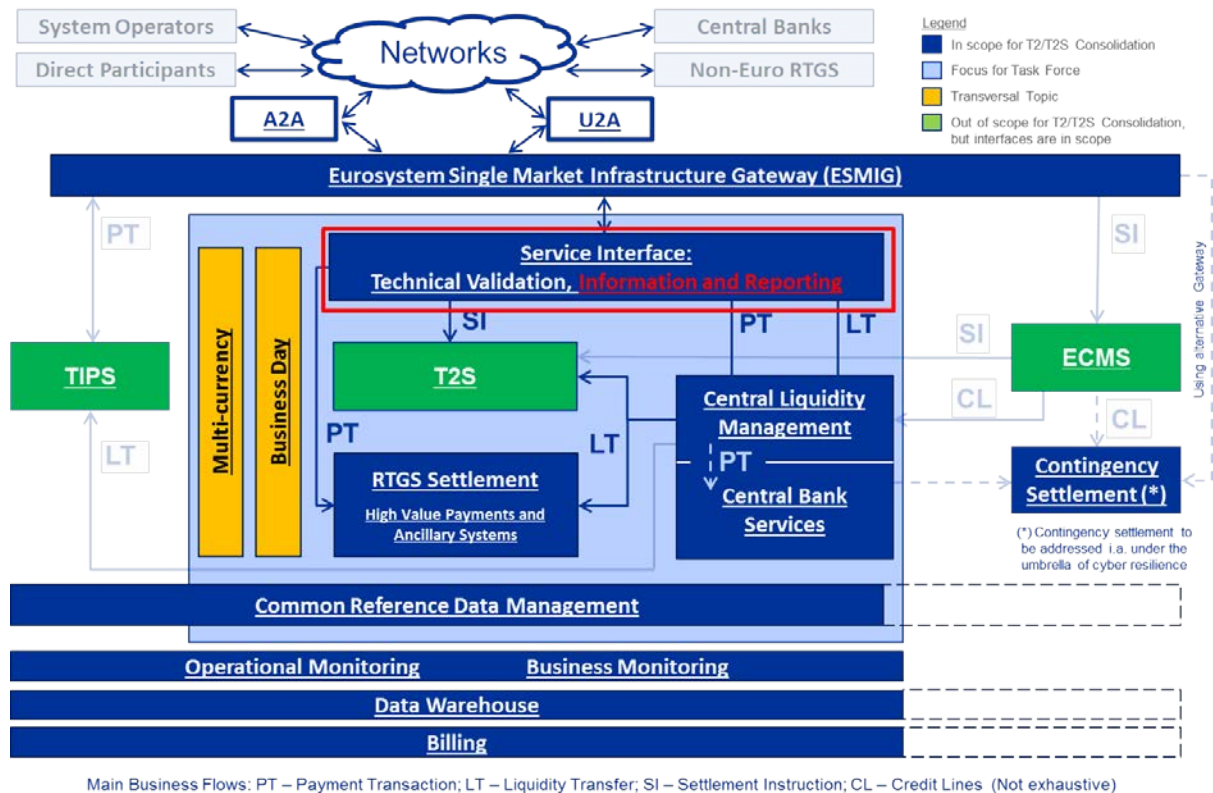 System Operators
Direct Participants
Networks
Central Banks
Non-Euro RTGS
Legend
In scope for T2/T2S Consolidation
Focus for Task Force
Transversal Topic
Out of scope for T2/T2S Consolidation,
but interfaces are in scope
A2A
U2A
Eurosystem Single Market Infrastructure Gateway (ESMIG)
PT
SI
Using alternative Gateway
Service Interface:
Technical Validation, Information and Reporting
Multi-currency
Business Day
SI
PT
LT
TIPS
T2S
SI
ECMS
Central Liquidity
Management
CL
CL
LT
PT
LT
PT
RTGS Settlement
High Value Payments and
Ancillary Systems
Central Bank
Services
Contingency
Settlement (*)
(*) Contingency settlement to
be addressed i.a. under the
umbrella of cyber resilience
Common Reference Data Management
Operational Monitoring
Business Monitoring
Data Warehouse
Billing
Main Business Flows: PT – Payment Transaction; LT – Liquidity Transfer; SI – Settlement Instruction; CL – Credit Lines (Not exhaustive)